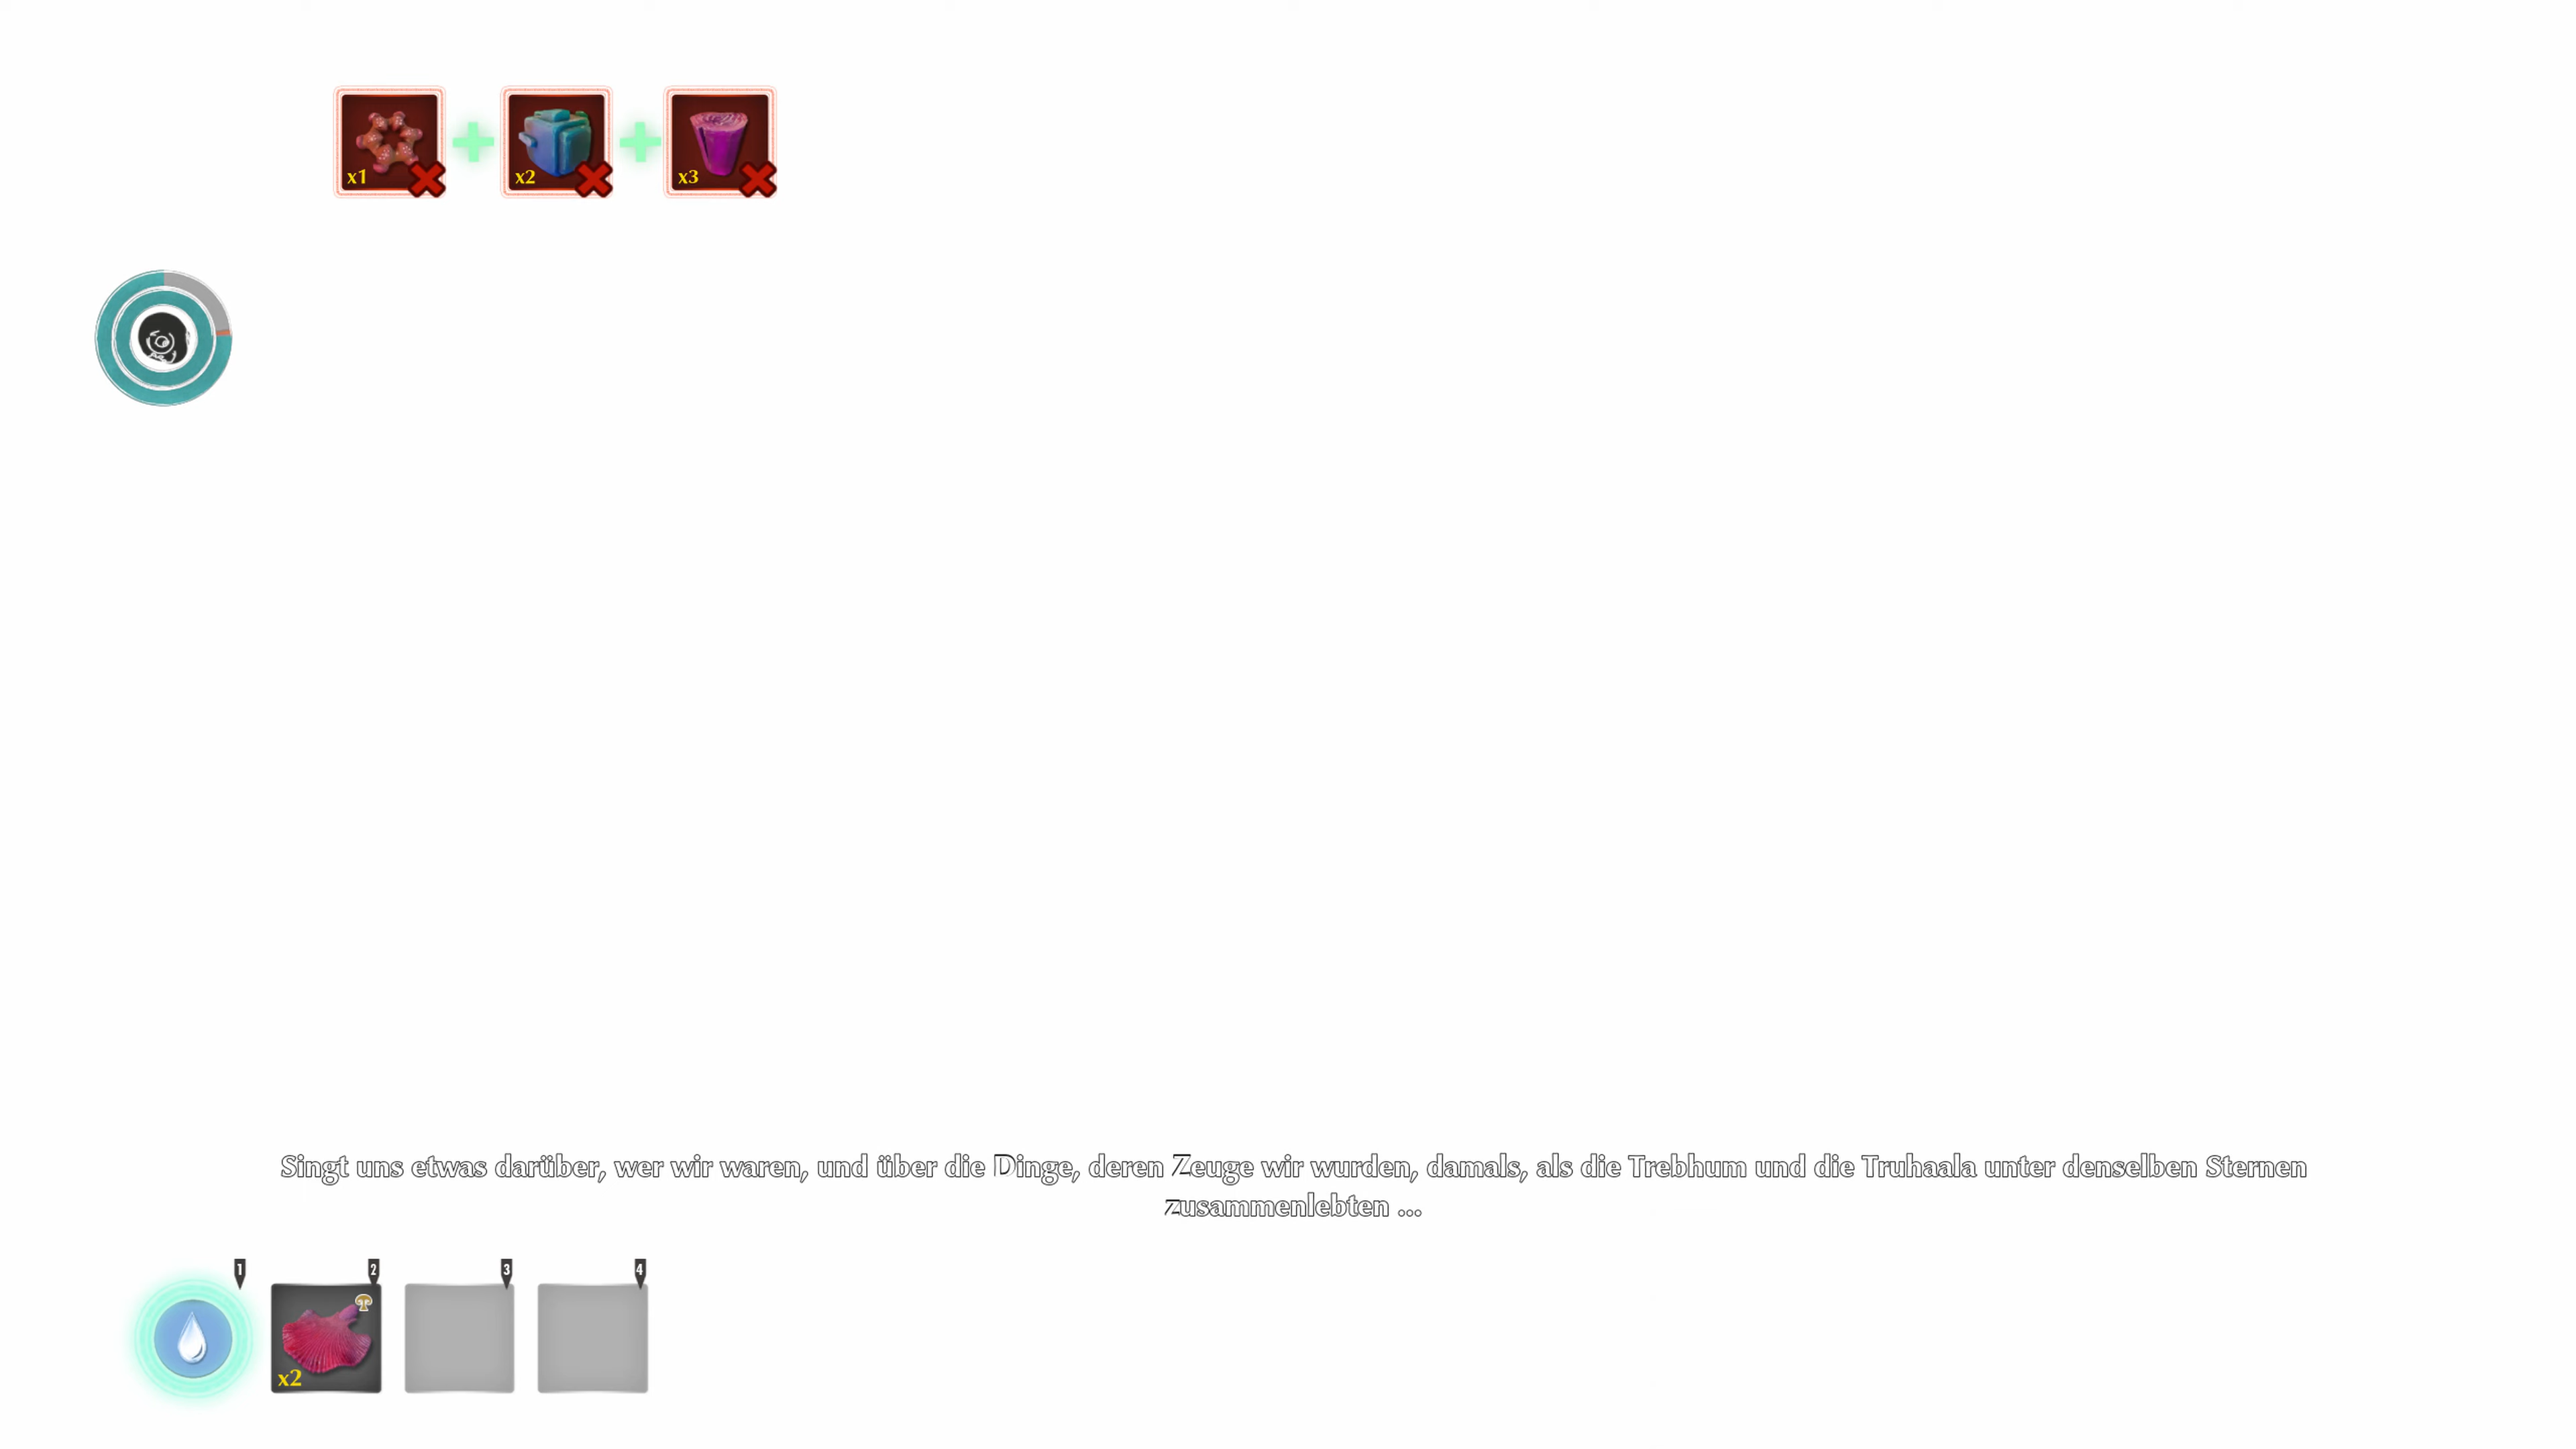 x1 x2 x3
Singt uns etwas darüber, wer wir waren, und über die Dinge, deren Zeuge wir wurden, damals, als die Trebhum und die Truhaala unter denselben Sternen
zusammenlebten ...
1 2 3 4
x2